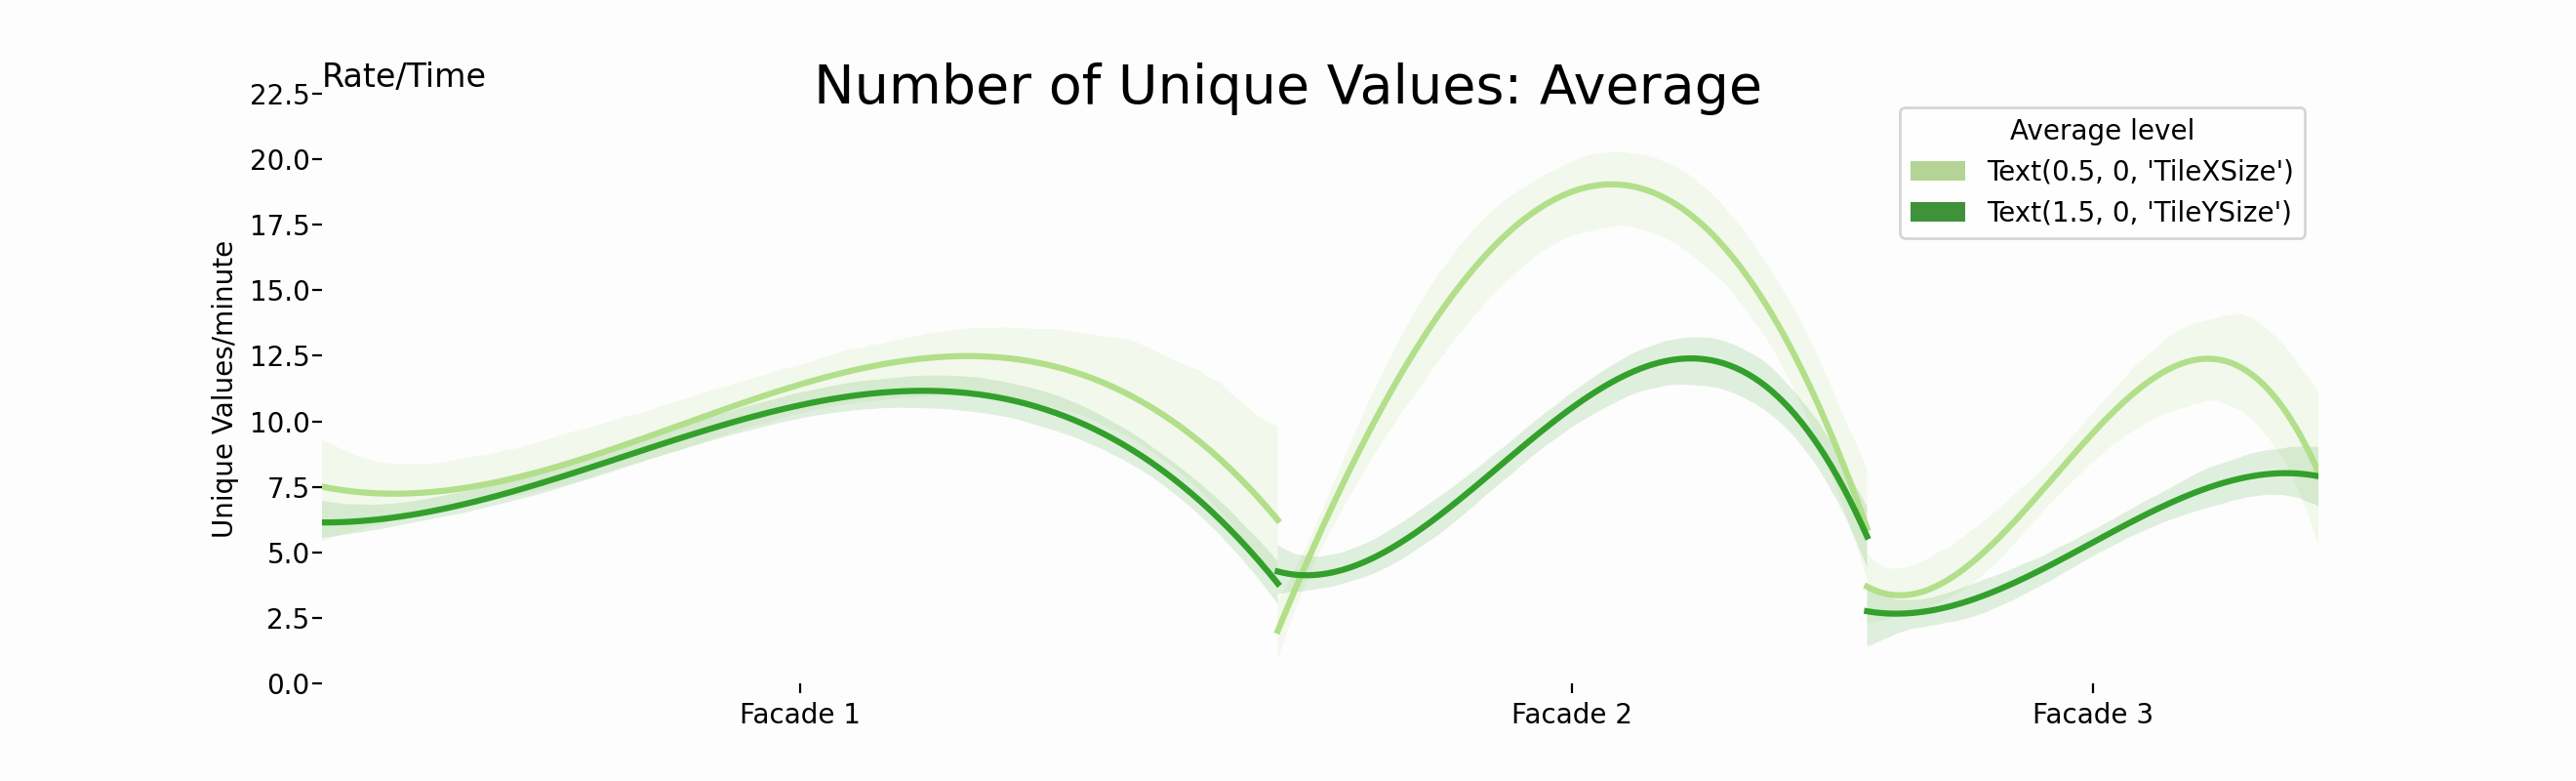 Number of Unique Values: Average
Rate/Time
Unique Values/minute
22.5
20.0
17.5
15.0
12.5
10.0
7.5
5.0
2.5
0.0
Average level
Text(0.5, 0, 'TileXSize')
Text(1.5, 0, 'TileYSize')
Facade 1
Facade 2
Facade 3